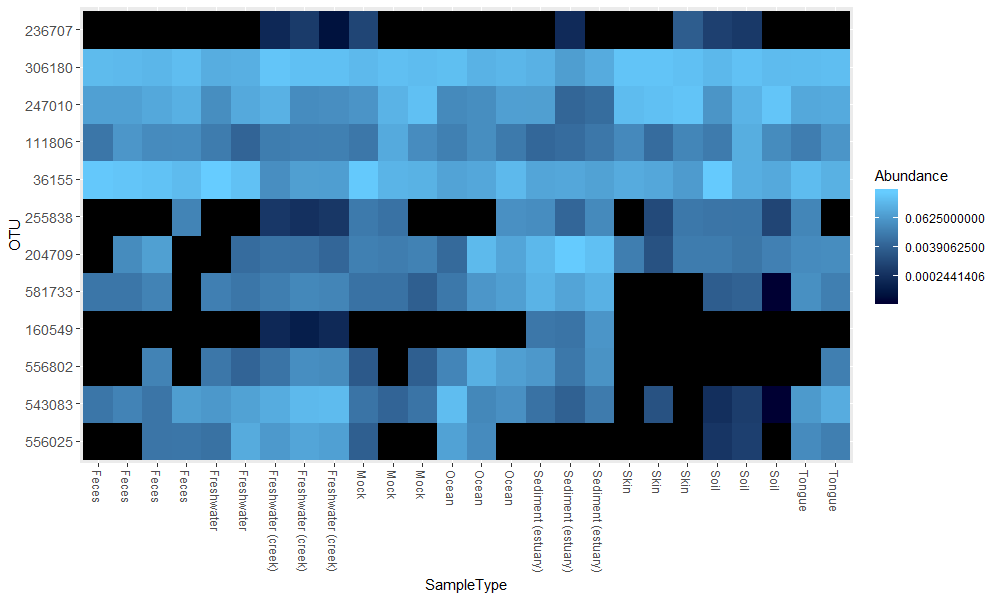 OTU
236707
306180
247010
111806
36155
255838
204709
581733
160549
556802
543083
556025
Feces
Feces
Feces
Feces
Freshwater
Freshwater
Freshwater (creek)
Freshwater (creek)
Freshwater (creek)
Mock
Mock
Mock
Ocean
Ocean
Ocean
Sediment (estuary)
Sediment (estuary)
Sediment (estuary)
Skin
Skin
Skin
Soil
Soil
Soil
Tongue
Tongue
SampleType
Abundance
0.0625000000
0.0039062500
0.0002441406